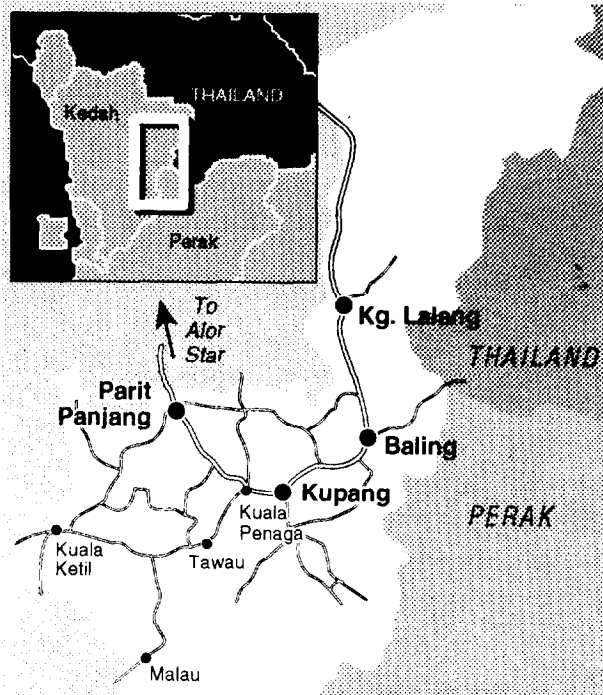 THAILAND
Kedah
Perak
To
Alor
Star
Kg. Lalang
THAILAND
Parit
Panjang
Baling
Kupang
PERAK
Kuala
Penaga
Kuala
Ketil
Tawau
Malau